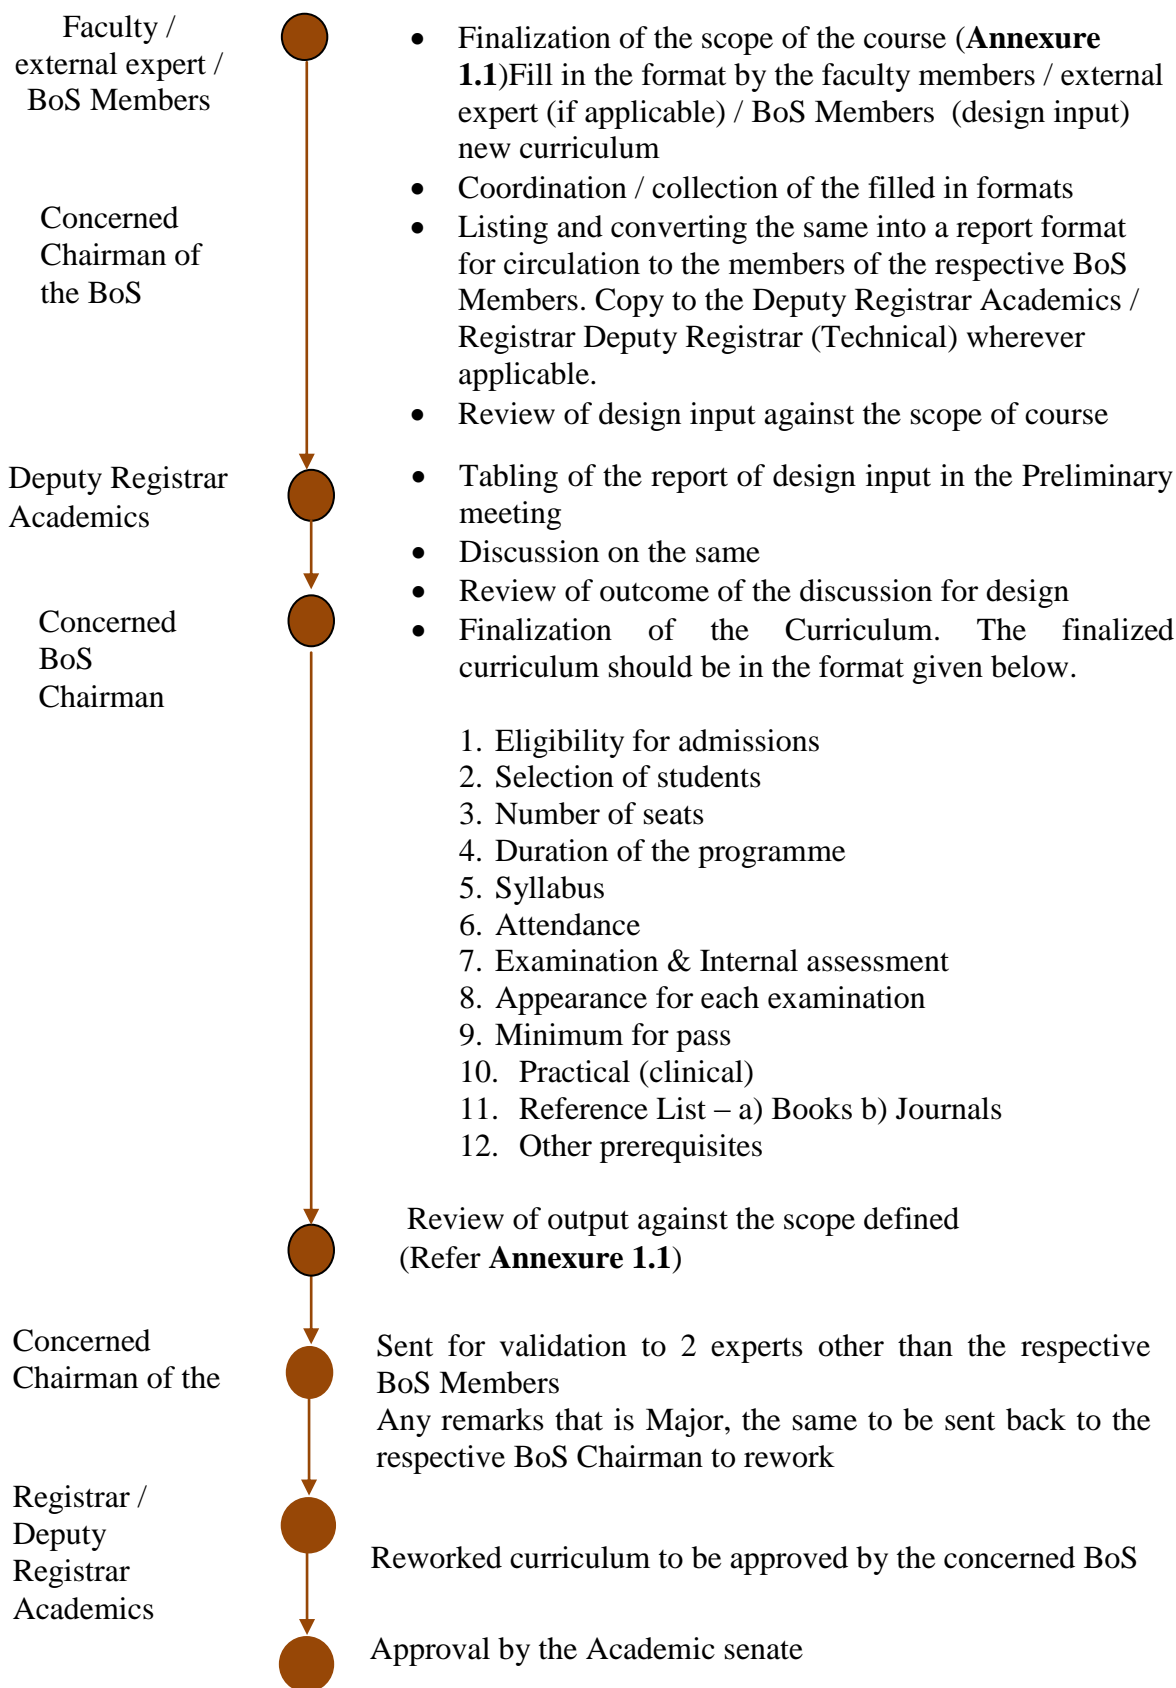 Faculty /
external expert /
BoS Members
• Finalization of the scope of the course (Annexure
1.1)Fill in the format by the faculty members / external
expert (if applicable) / BoS Members (design input)
new curriculum
• Coordination / collection of the filled in formats
Concerned
Chairman of
the BoS
• Listing and converting the same into a report format
for circulation to the members of the respective BoS
Members. Copy to the Deputy Registrar Academics /
Registrar Deputy Registrar (Technical) wherever
applicable.
• Review of design input against the scope of course
Deputy Registrar
Academics
• Tabling of the report of design input in the Preliminary
meeting
• Discussion on the same
• Review of outcome of the discussion for design
Concerned
BoS
Chairman
• Finalization of the Curriculum. The finalized
curriculum should be in the format given below.
1. Eligibility for admissions
2. Selection of students
3. Number of seats
4. Duration of the programme
5. Syllabus
6. Attendance
7. Examination & Internal assessment
8. Appearance for each examination
9. Minimum for pass
10. Practical (clinical)
11. Reference List – a) Books b) Journals
12. Other prerequisites
Review of output against the scope defined
(Refer Annexure 1.1)
Concerned
Chairman of the
Sent for validation to 2 experts other than the respective
BoS Members
Any remarks that is Major, the same to be sent back to the
respective BoS Chairman to rework
Registrar /
Deputy
Registrar
Academics
Reworked curriculum to be approved by the concerned BoS
Approval by the Academic senate